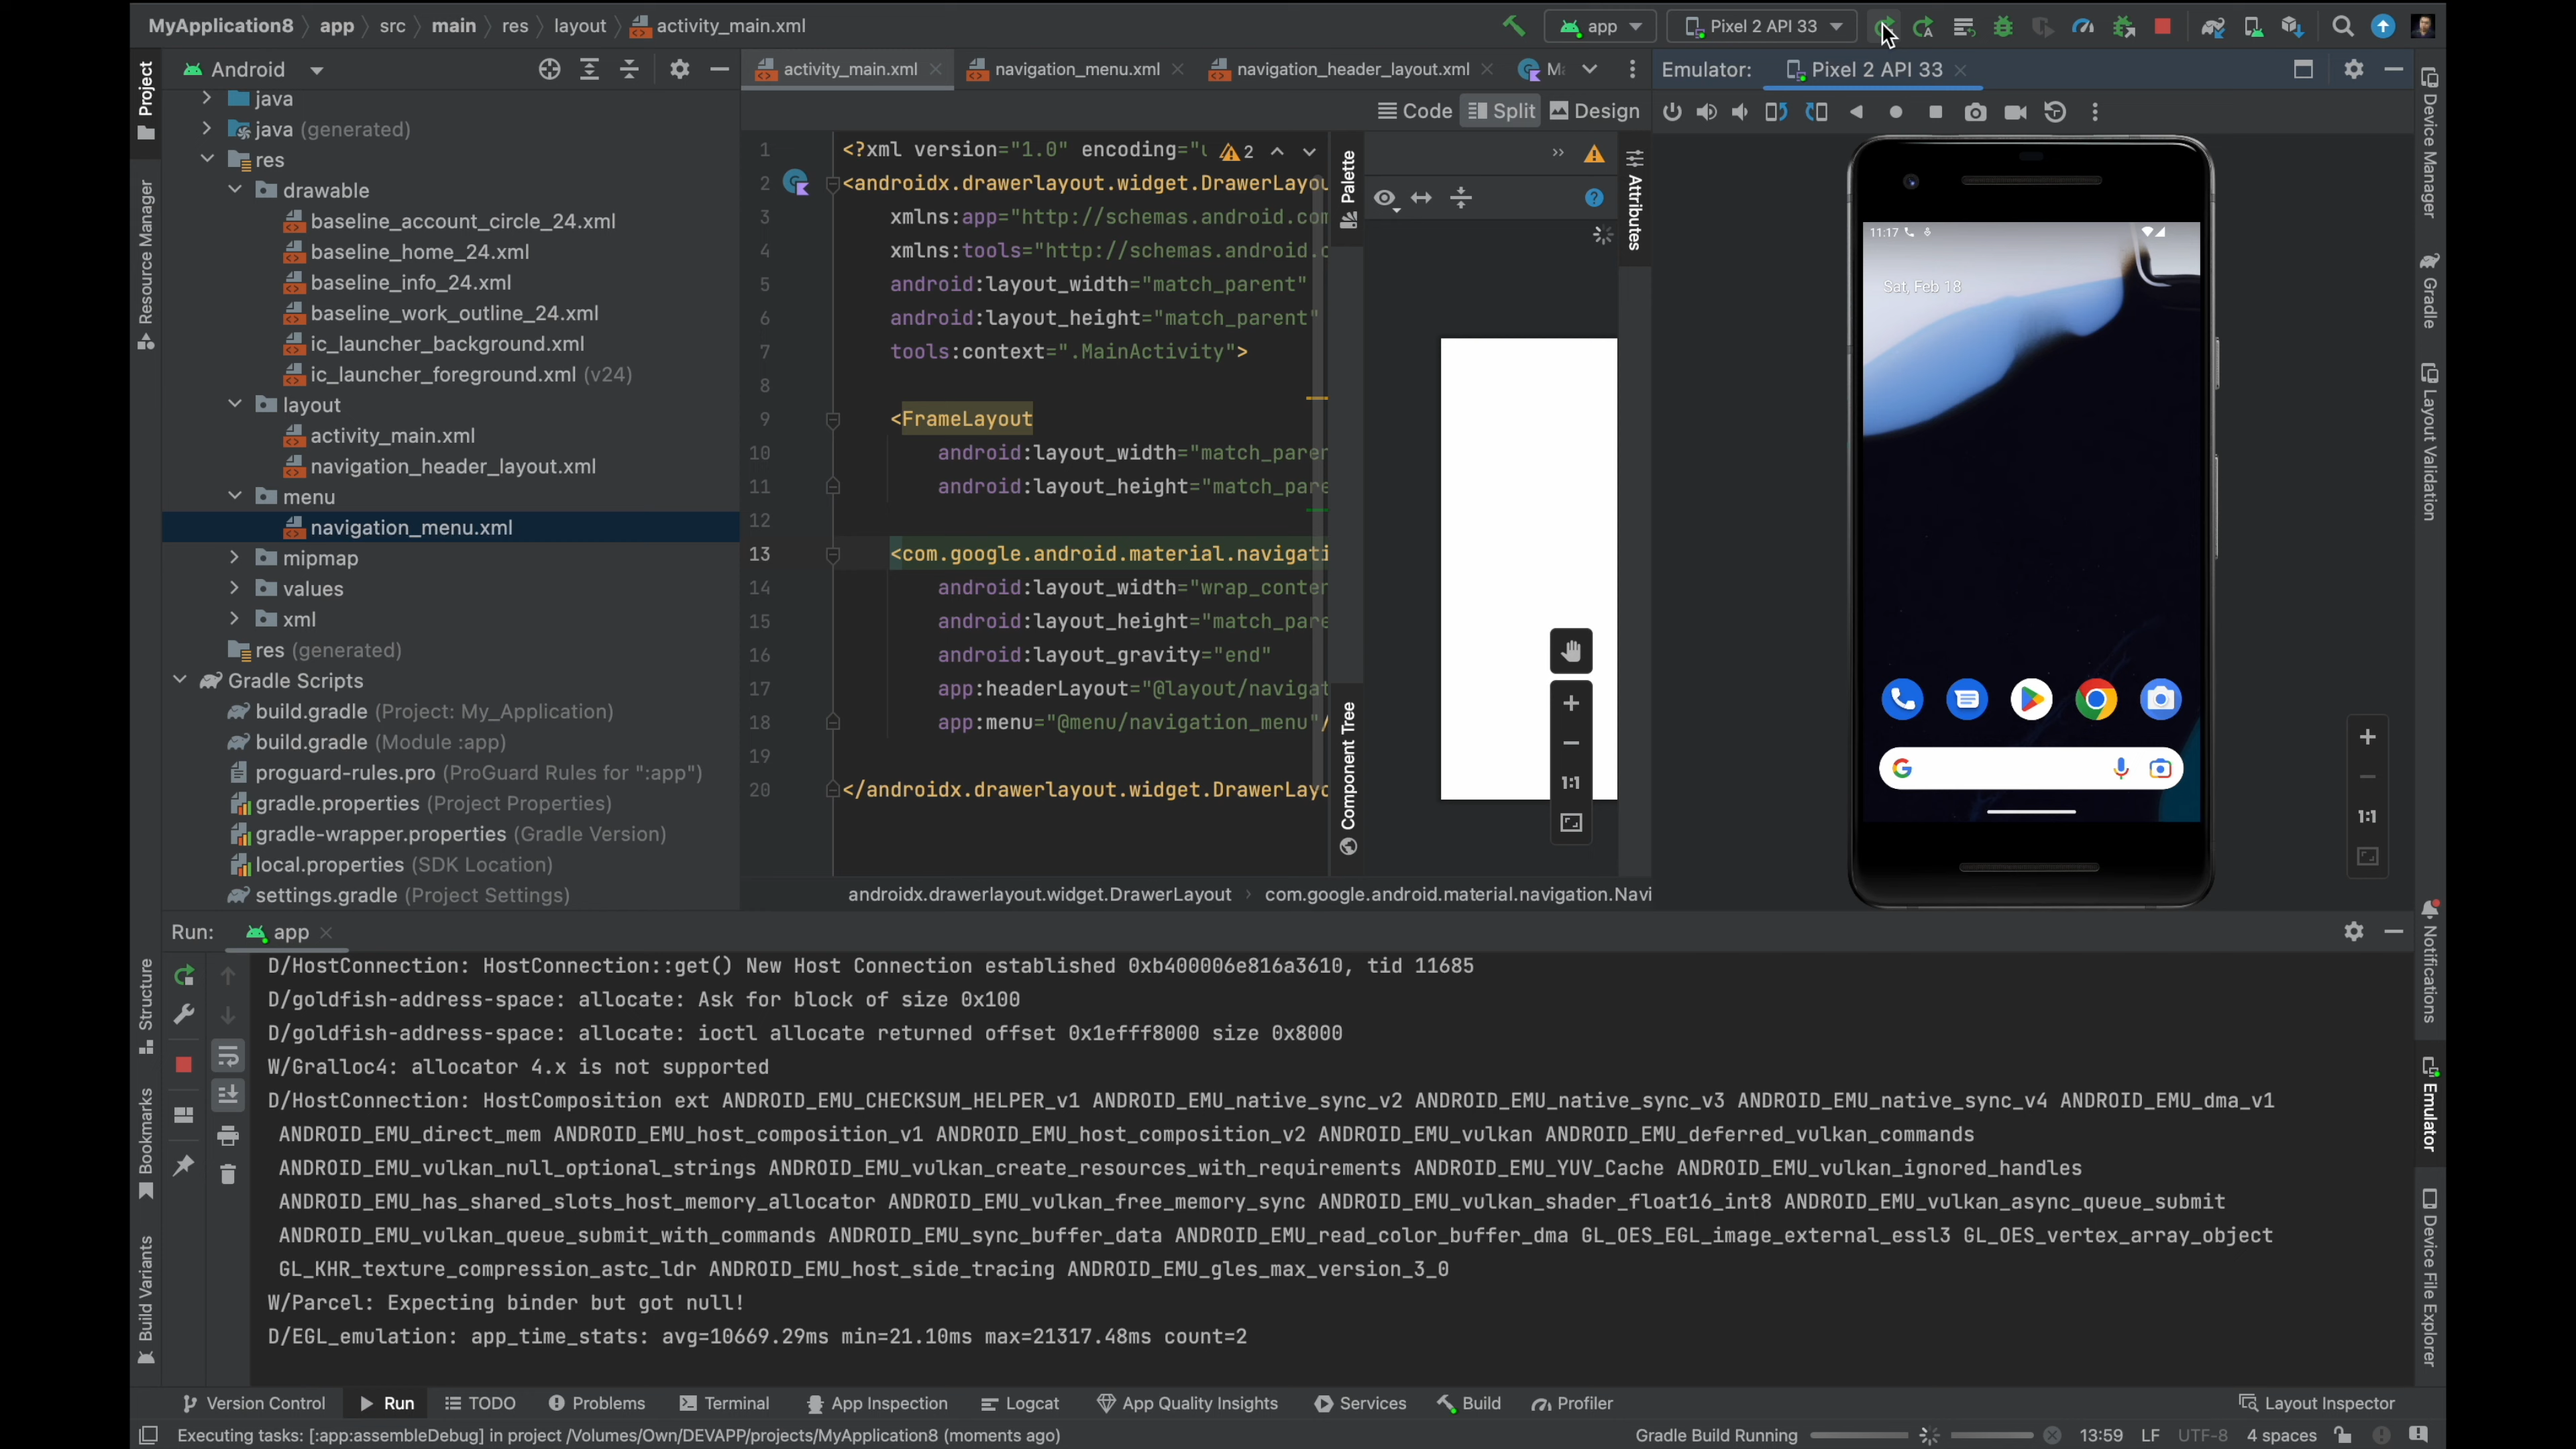 MyApplication8 app src main res layout activity_main.xml
app Pixel 2 API 33
Android
activity_main.xml navigation_menu.xml navigation_header_layout.xml
Emulator: Pixel 2 API 33
Code Split Design
Project
Resource Manager
Structure
Bookmarks
Build Variants
java
java (generated)
res
drawable
baseline_account_circle_24.xml
baseline_home_24.xml
baseline_info_24.xml
baseline_work_outline_24.xml
ic_launcher_background.xml
ic_launcher_foreground.xml (v24)
layout
activity_main.xml
navigation_header_layout.xml
menu
navigation_menu.xml
mipmap
values
xml
res (generated)
Gradle Scripts
build.gradle (Project: My_Application)
build.gradle (Module :app)
proguard-rules.pro (ProGuard Rules for ":app")
gradle.properties (Project Properties)
gradle-wrapper.properties (Gradle Version)
local.properties (SDK Location)
settings.gradle (Project Settings)
1 <?xml version="1.0" encoding="u 2
2 <androidx.drawerlayout.widget.DrawerLayou
3 xmlns:app="http://schemas.android.com
4 xmlns:tools="http://schemas.android.c
5 android:layout_width="match_parent"
6 android:layout_height="match_parent"
7 tools:context=".MainActivity">
8
9 <FrameLayout
10 android:layout_width="match_paren
11 android:layout_height="match_pare
12
13 <com.google.android.material.navigati
14 android:layout_width="wrap_conten
15 android:layout_height="match_pare
16 android:layout_gravity="end"
17 app:headerLayout="@layout/navigat
18 app:menu="@menu/navigation_menu"/
19
20 </androidx.drawerlayout.widget.DrawerLayo
androidx.drawerlayout.widget.DrawerLayout com.google.android.material.navigation.Navi
Palette
Component Tree
Attributes
1:1
11:17
Sat, Feb 18
1:1
Device Manager
Gradle
Layout Validation
Notifications
Emulator
Device File Explorer
Run: app
D/HostConnection: HostConnection::get() New Host Connection established 0xb400006e816a3610, tid 11685
D/goldfish-address-space: allocate: Ask for block of size 0x100
D/goldfish-address-space: allocate: ioctl allocate returned offset 0x1efff8000 size 0x8000
W/Gralloc4: allocator 4.x is not supported
D/HostConnection: HostComposition ext ANDROID_EMU_CHECKSUM_HELPER_v1 ANDROID_EMU_native_sync_v2 ANDROID_EMU_native_sync_v3 ANDROID_EMU_native_sync_v4 ANDROID_EMU_dma_v1
ANDROID_EMU_direct_mem ANDROID_EMU_host_composition_v1 ANDROID_EMU_host_composition_v2 ANDROID_EMU_vulkan ANDROID_EMU_deferred_vulkan_commands
ANDROID_EMU_vulkan_null_optional_strings ANDROID_EMU_vulkan_create_resources_with_requirements ANDROID_EMU_YUV_Cache ANDROID_EMU_vulkan_ignored_handles
ANDROID_EMU_has_shared_slots_host_memory_allocator ANDROID_EMU_vulkan_free_memory_sync ANDROID_EMU_vulkan_shader_float16_int8 ANDROID_EMU_vulkan_async_queue_submit
ANDROID_EMU_vulkan_queue_submit_with_commands ANDROID_EMU_sync_buffer_data ANDROID_EMU_read_color_buffer_dma GL_OES_EGL_image_external_essl3 GL_OES_vertex_array_object
GL_KHR_texture_compression_astc_ldr ANDROID_EMU_host_side_tracing ANDROID_EMU_gles_max_version_3_0
W/Parcel: Expecting binder but got null!
D/EGL_emulation: app_time_stats: avg=10669.29ms min=21.10ms max=21317.48ms count=2
Version Control Run TODO Problems Terminal App Inspection Logcat App Quality Insights Services Build Profiler Layout Inspector
Executing tasks: [:app:assembleDebug] in project /Volumes/Own/DEVAPP/projects/MyApplication8 (moments ago) Gradle Build Running 13:59 LF UTF-8 4 spaces